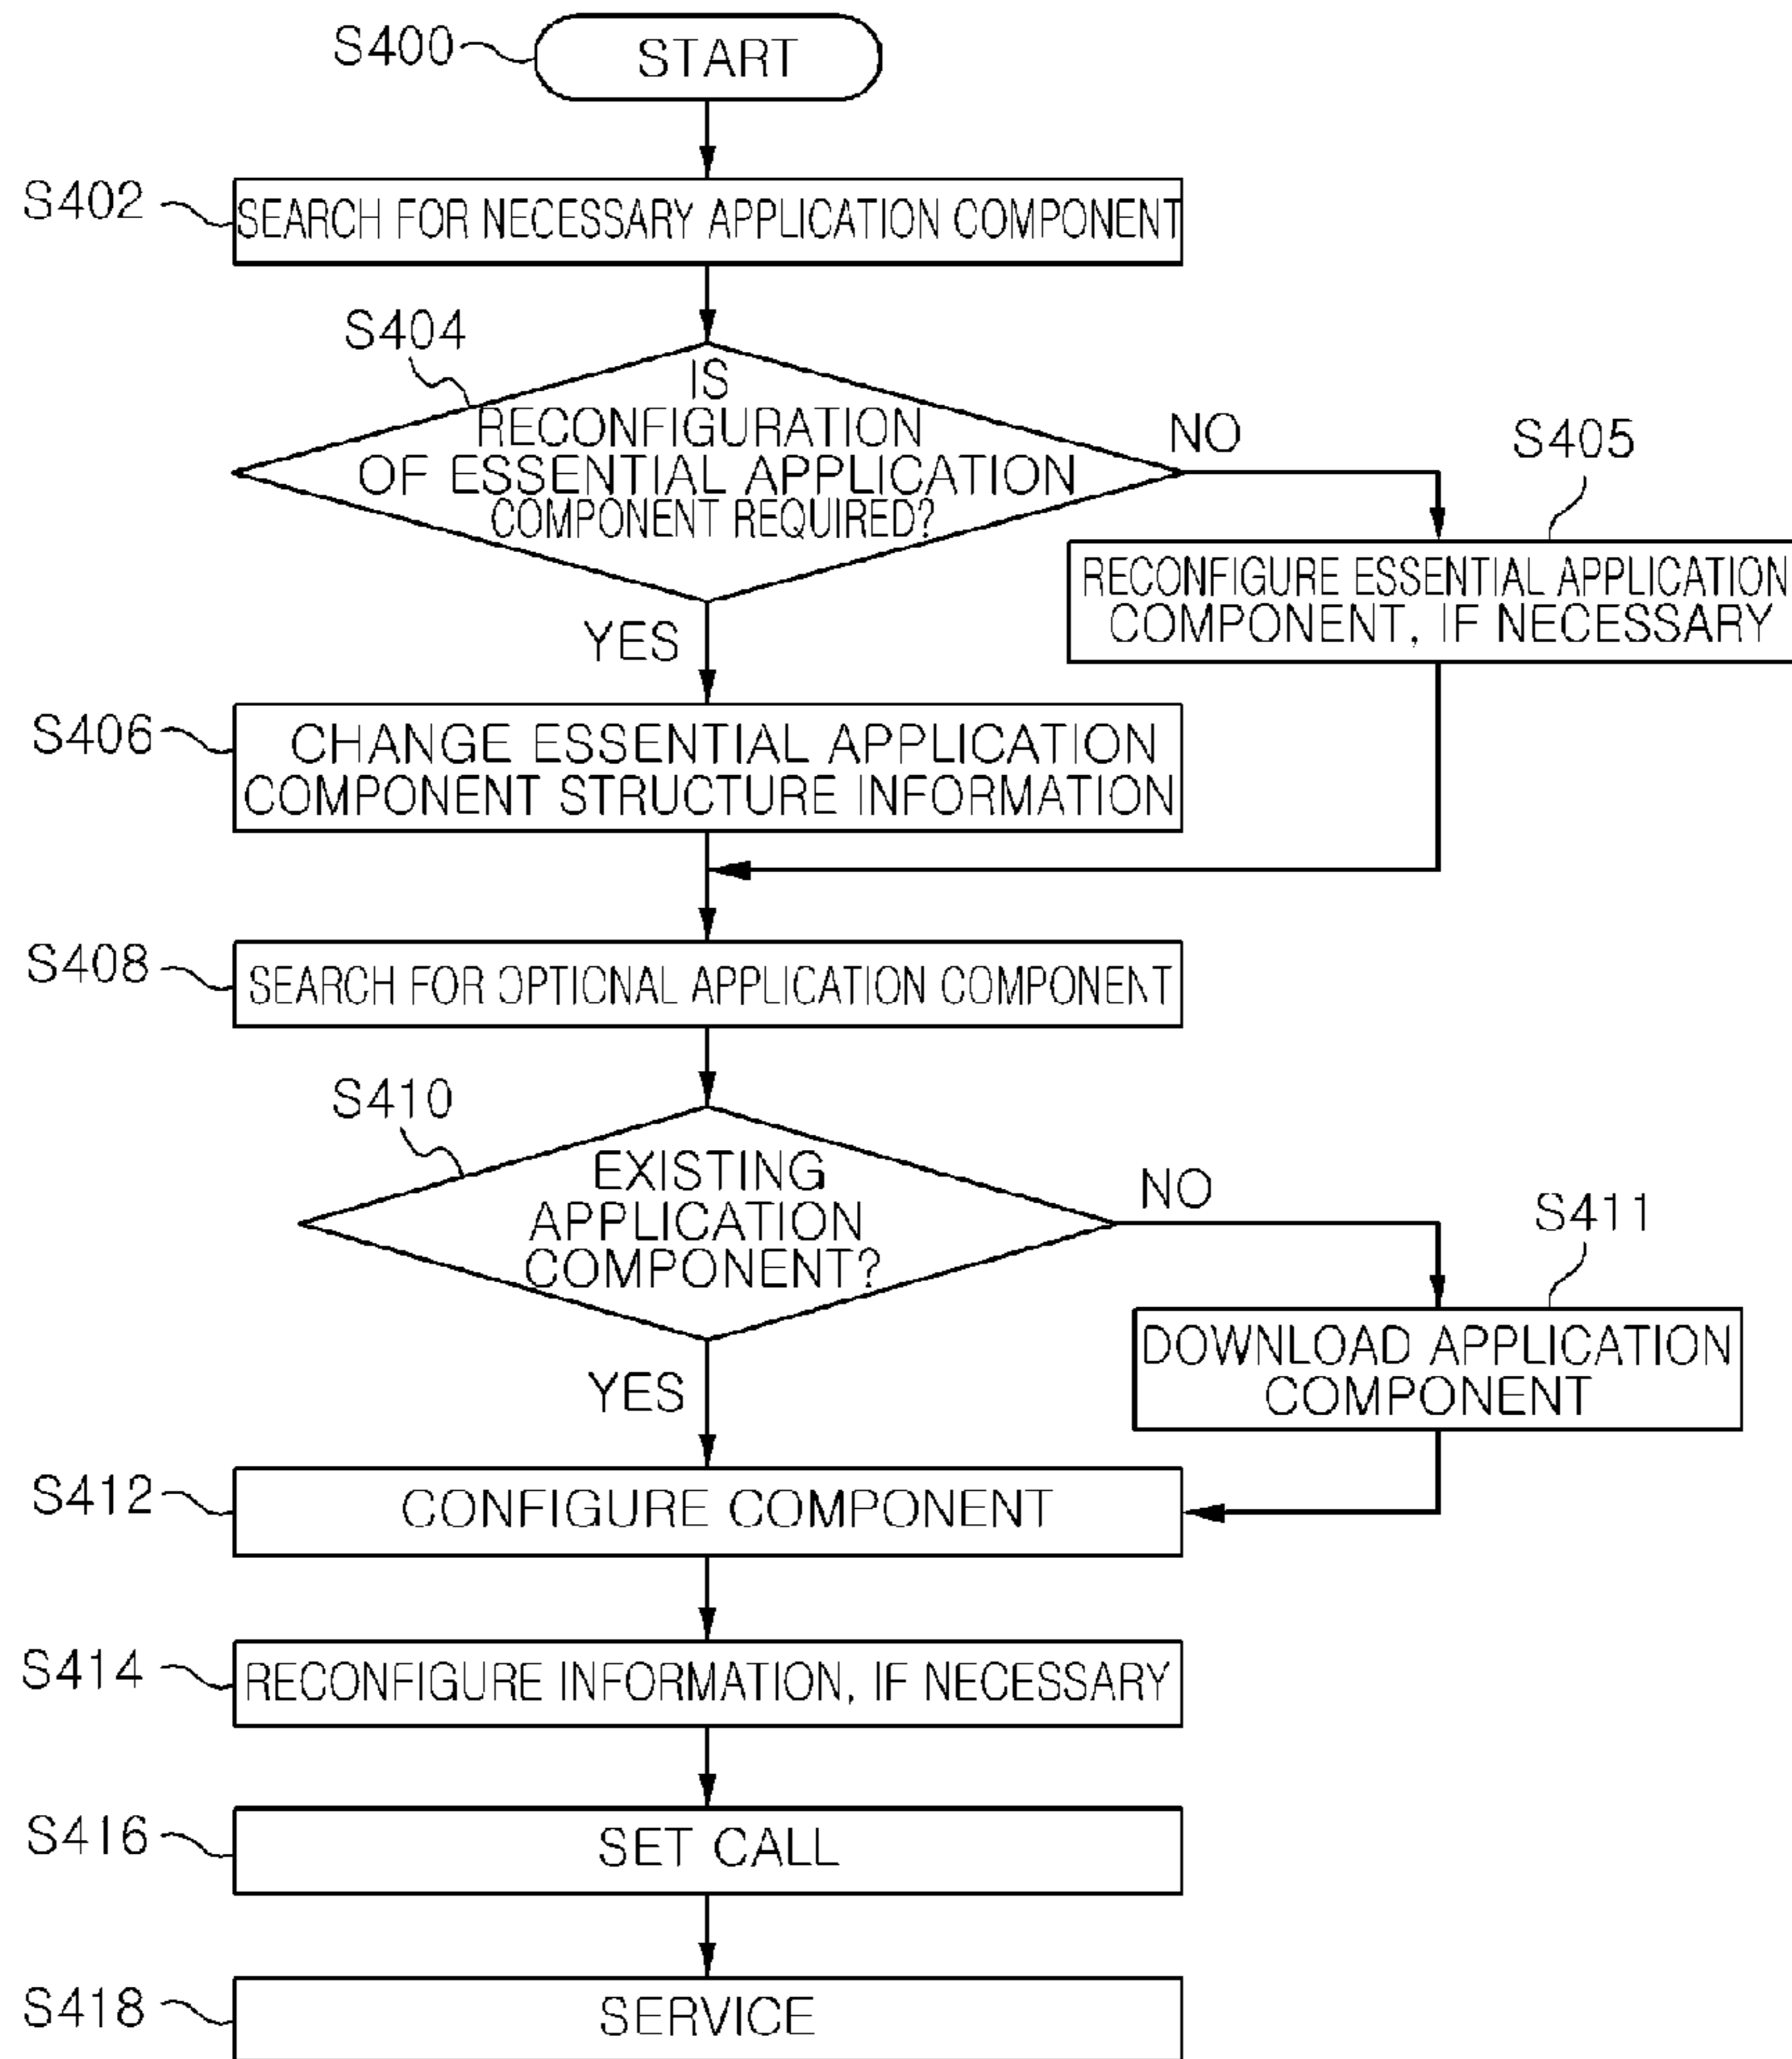 S400
START
S402
SEARCH FOR NECESSARY APPLICATION COMPONENT
S404
IS
RECONFIGURATION
OF ESSENTIAL APPLICATION
COMPONENT REQUIRED?
NO
S405
RECONFIGURE ESSENTIAL APPLICATION
COMPONENT, IF NECESSARY
YES
S406
CHANGE ESSENTIAL APPLICATION
COMPONENT STRUCTURE INFORMATION
S408
SEARCH FOR OPTIONAL APPLICATION COMPONENT
S410
EXISTING
APPLICATION
COMPONENT?
NO
S411
DOWNLOAD APPLICATION
COMPONENT
YES
S412
CONFIGURE COMPONENT
S414
RECONFIGURE INFORMATION, IF NECESSARY
S416
SET CALL
S418
SERVICE